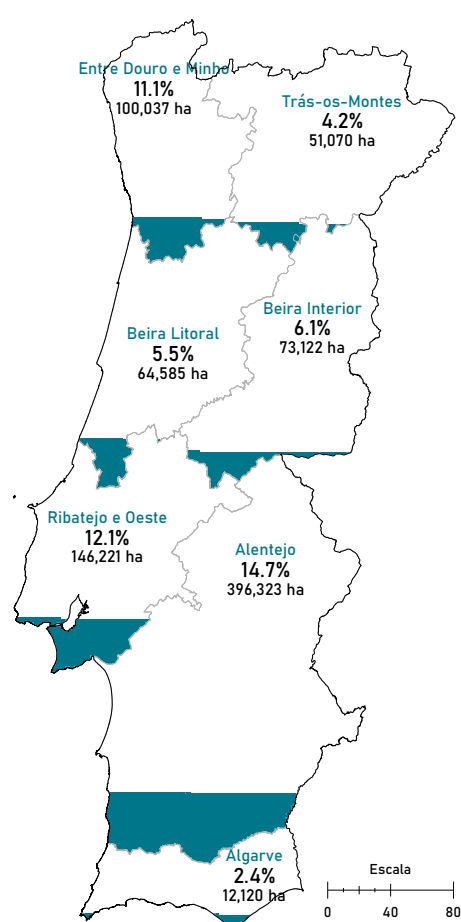 Entre Douro e Minho
11.1%
100,037 ha
Trás-os-Montes
4.2%
51,070 ha
Beira Interior
6.1%
73,122 ha
Beira Litoral
5.5%
64,585 ha
Ribatejo e Oeste
12.1%
146,221 ha
Alentejo
14.7%
396,323 ha
Algarve
2.4%
12,120 ha
Escala
0 40 80